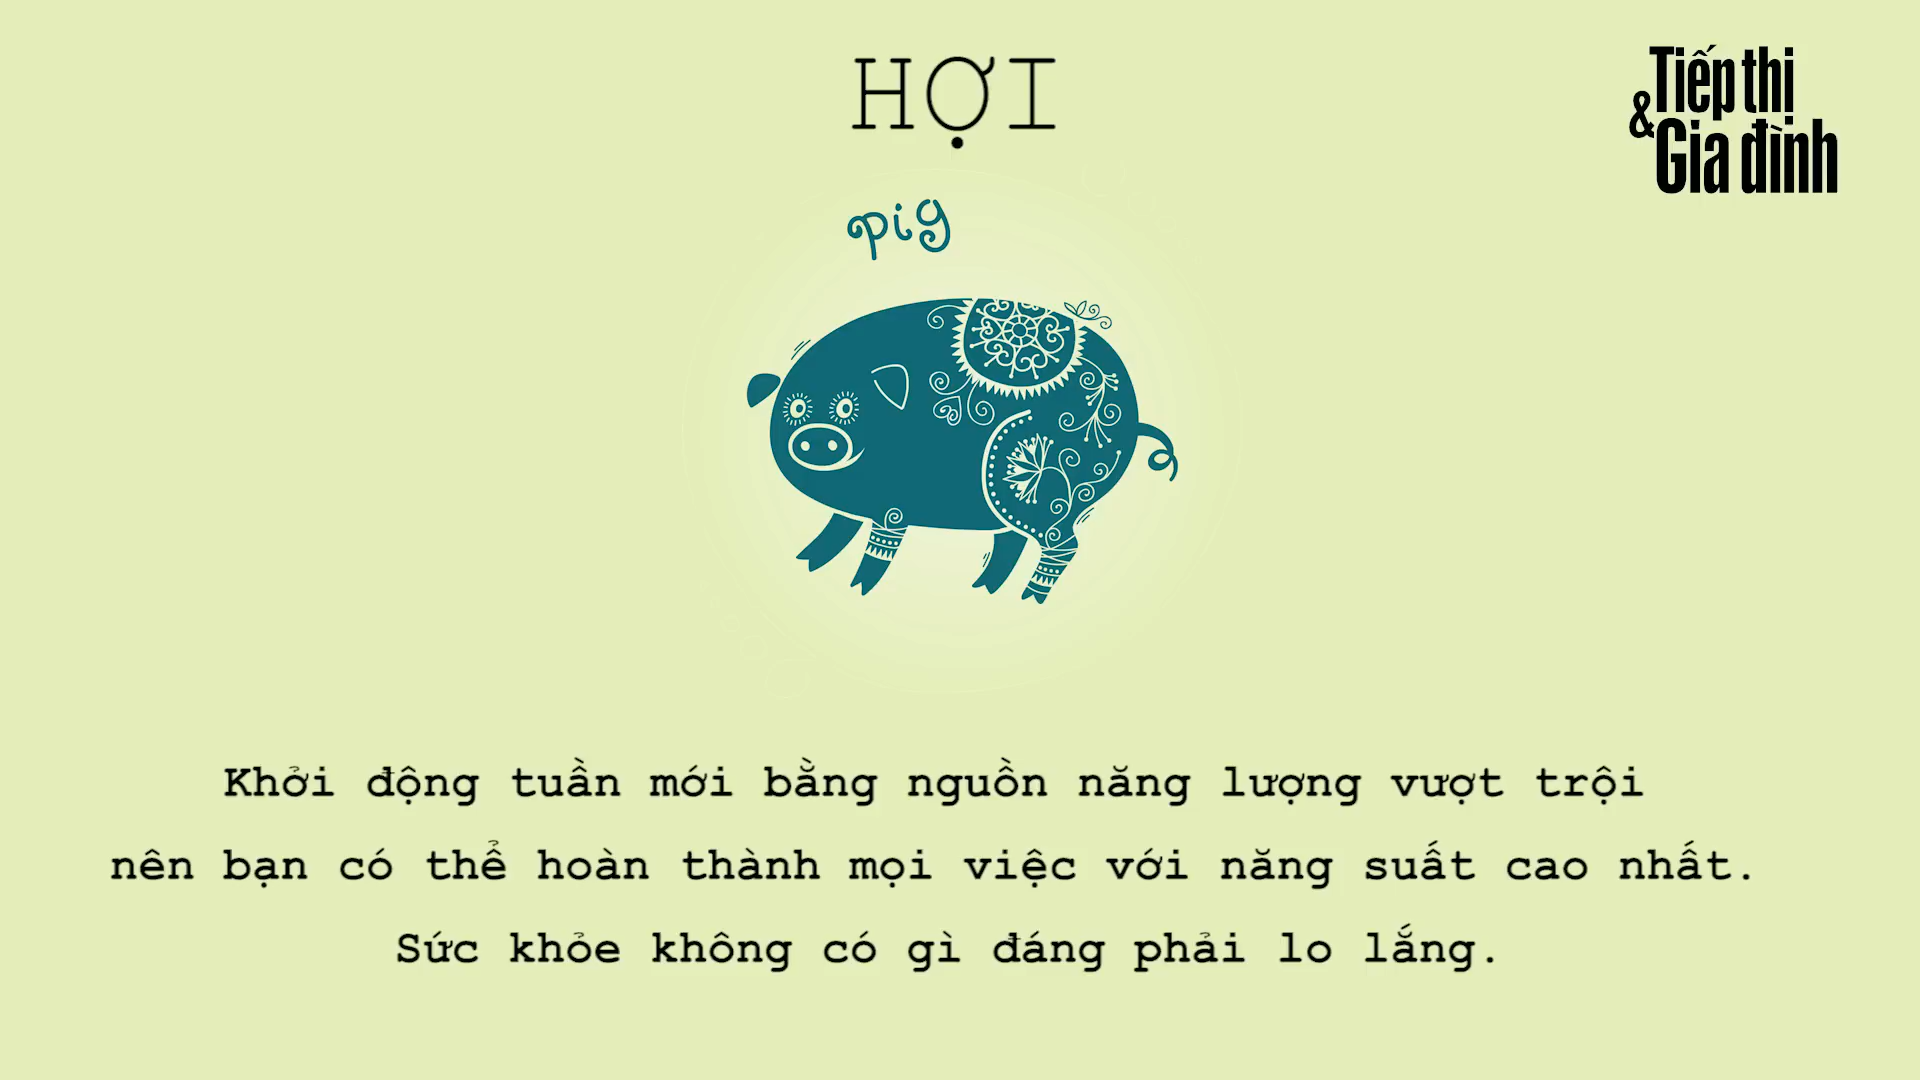 HỢI
Tiếp thị
& Gia đình
pig
Khởi động tuần mới bằng nguồn năng lượng vượt trội
nên bạn có thể hoàn thành mọi việc với năng suất cao nhất.
Sức khỏe không có gì đáng phải lo lắng.